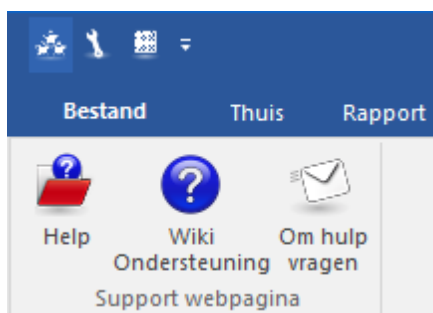 Bestand Thuis Rapport
Help Wiki Om hulp
Ondersteuning vragen
Support webpagina